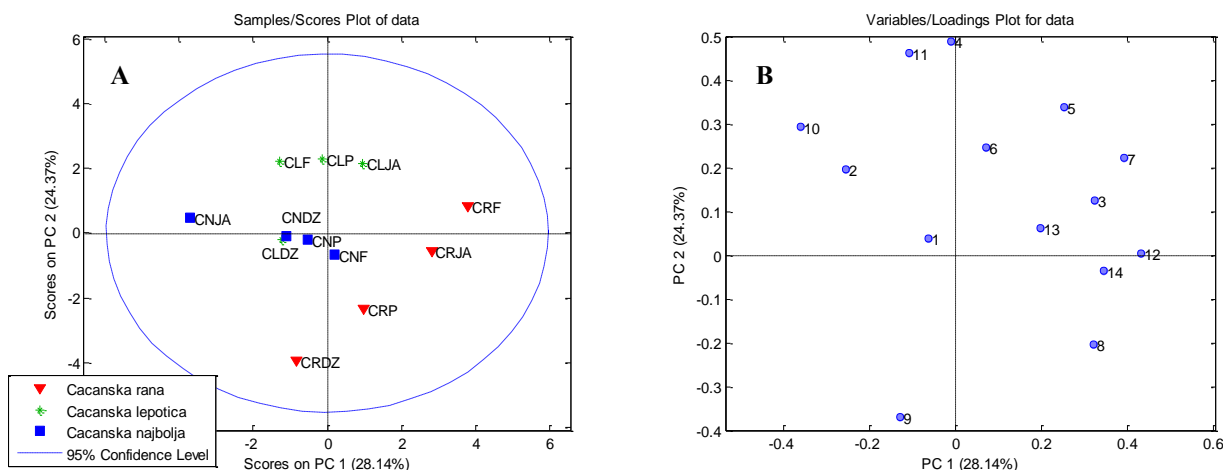 Samples/Scores Plot of data
A
Scores on PC 2 (24.37%)
6
4
2
0
-2
-4
CLF
CLP
CLJA
CRF
CNJA
CNDZ
CNP
CLDZ
CNF
CRJA
CRP
CRDZ
-2
0
2
4
6
Scores on PC 1 (28.14%)
Cacanska rana
Cacanska lepotica
Cacanska najbolja
95% Confidence Level
Variables/Loadings Plot for data
B
PC 2 (24.37%)
0.5
0.4
0.3
0.2
0.1
0
-0.1
-0.2
-0.3
-0.4
4
11
5
10
6
7
2
3
13
1
12
14
8
9
-0.4
-0.2
0
0.2
0.4
0.6
PC 1 (28.14%)